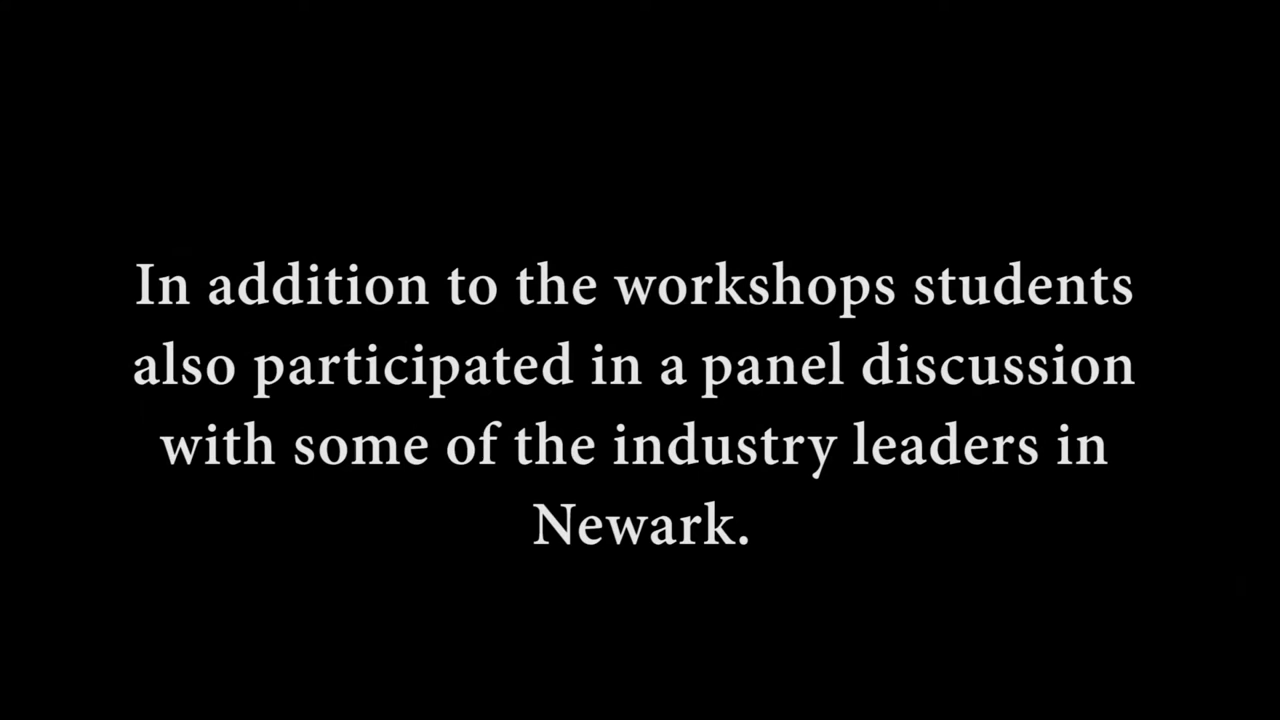 In addition to the workshops students
also participated in a panel discussion
with some of the industry leaders in
Newark.